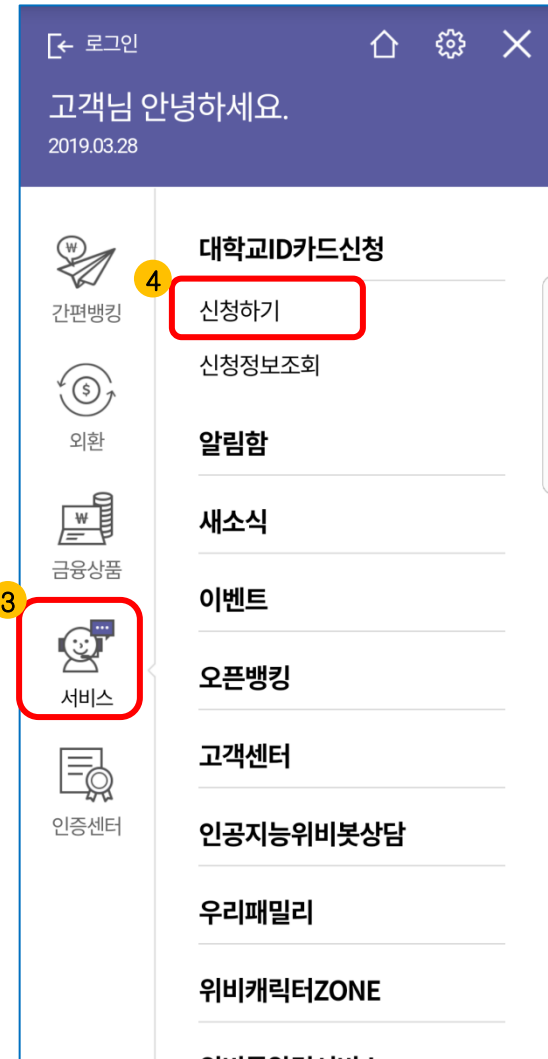 로그인
고객님 안녕하세요.
2019.03.28
간편뱅킹
외환
금융상품
3
서비스
인증센터
대학교ID카드신청
4
신청하기
신청정보조회
알림함
새소식
이벤트
오픈뱅킹
고객센터
인공지능위비봇상담
우리패밀리
위비캐릭터ZONE